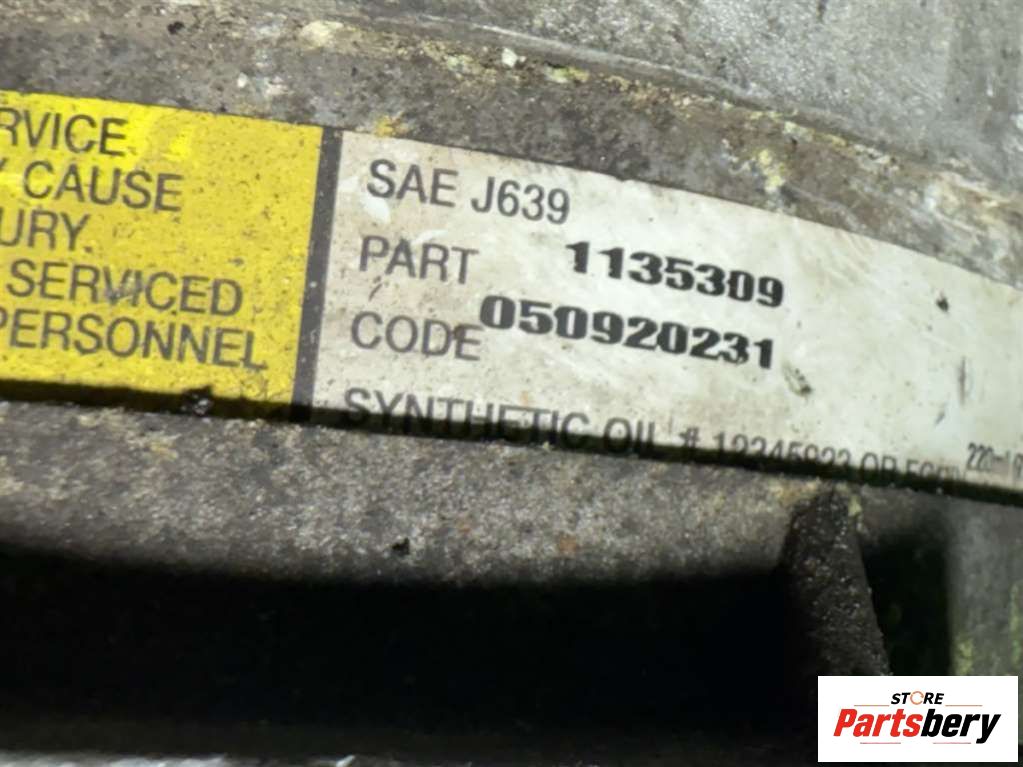 RVICE
CAUSE
URY.
SERVICED
PERSONNEL
SAE J639
PART 1135309
CODE 050920231
SYNTHETIC OIL #
STORE
Partsbery